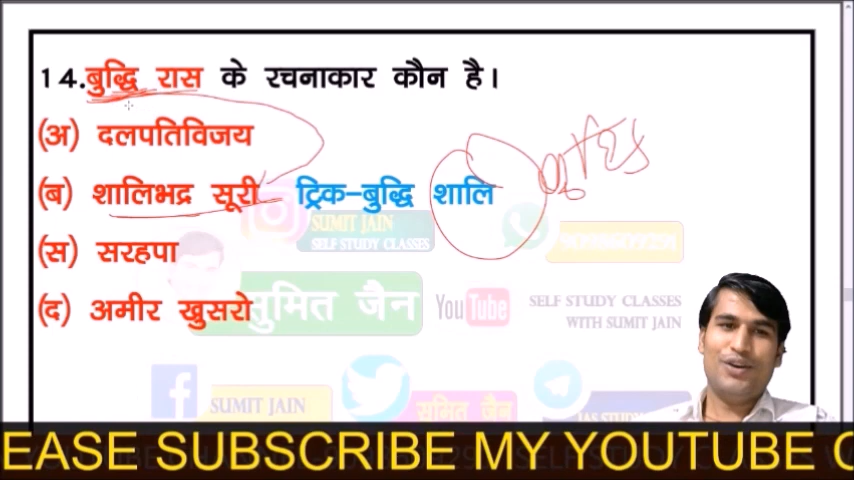 14.बुद्धि रास के रचनाकार कौन है।
(अ) दलपतिविजय
(ब) शालिभद्र सूरी ट्रिक-बुद्धि शालि
(स) सरहपा
(द) अमीर खुसरो
SUMIT JAIN
SELF STUDY CLASSES
सुमित जैन
YouTube
SELF STUDY CLASSES
WITH SUMIT JAIN
SUMIT JAIN
सुमित जैन
EASE SUBSCRIBE MY YOUTUBE